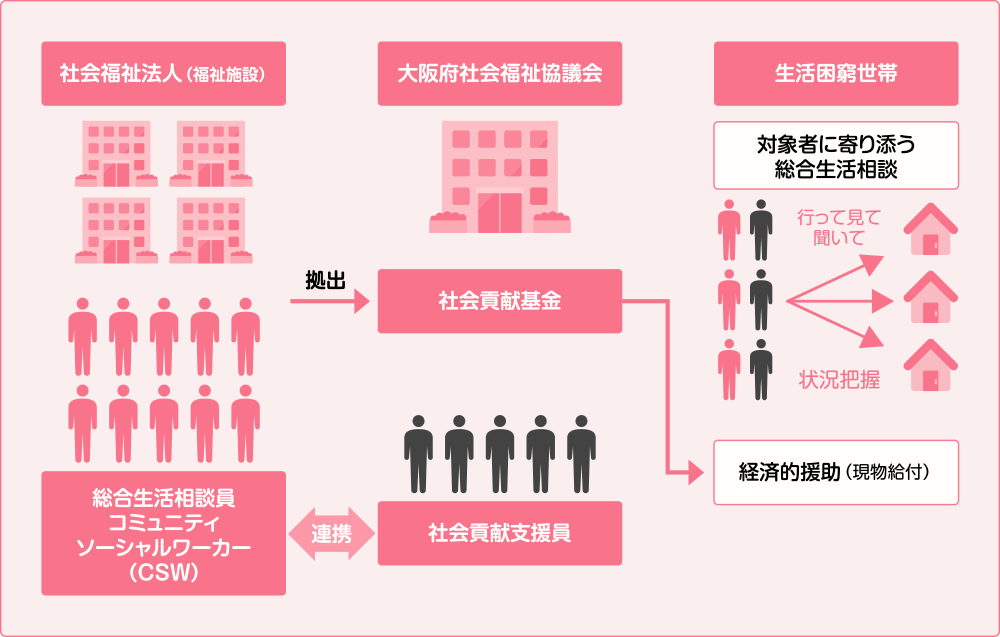 社会福祉法人（福祉施設）
大阪府社会福祉協議会
生活困窮世帯
対象者に寄り添う
総合生活相談
行って見て
聞いて
拠出
社会貢献基金
状況把握
経済的援助（現物給付）
総合生活相談員
コミュニティ
ソーシャルワーカー
（CSW）
連携
社会貢献支援員